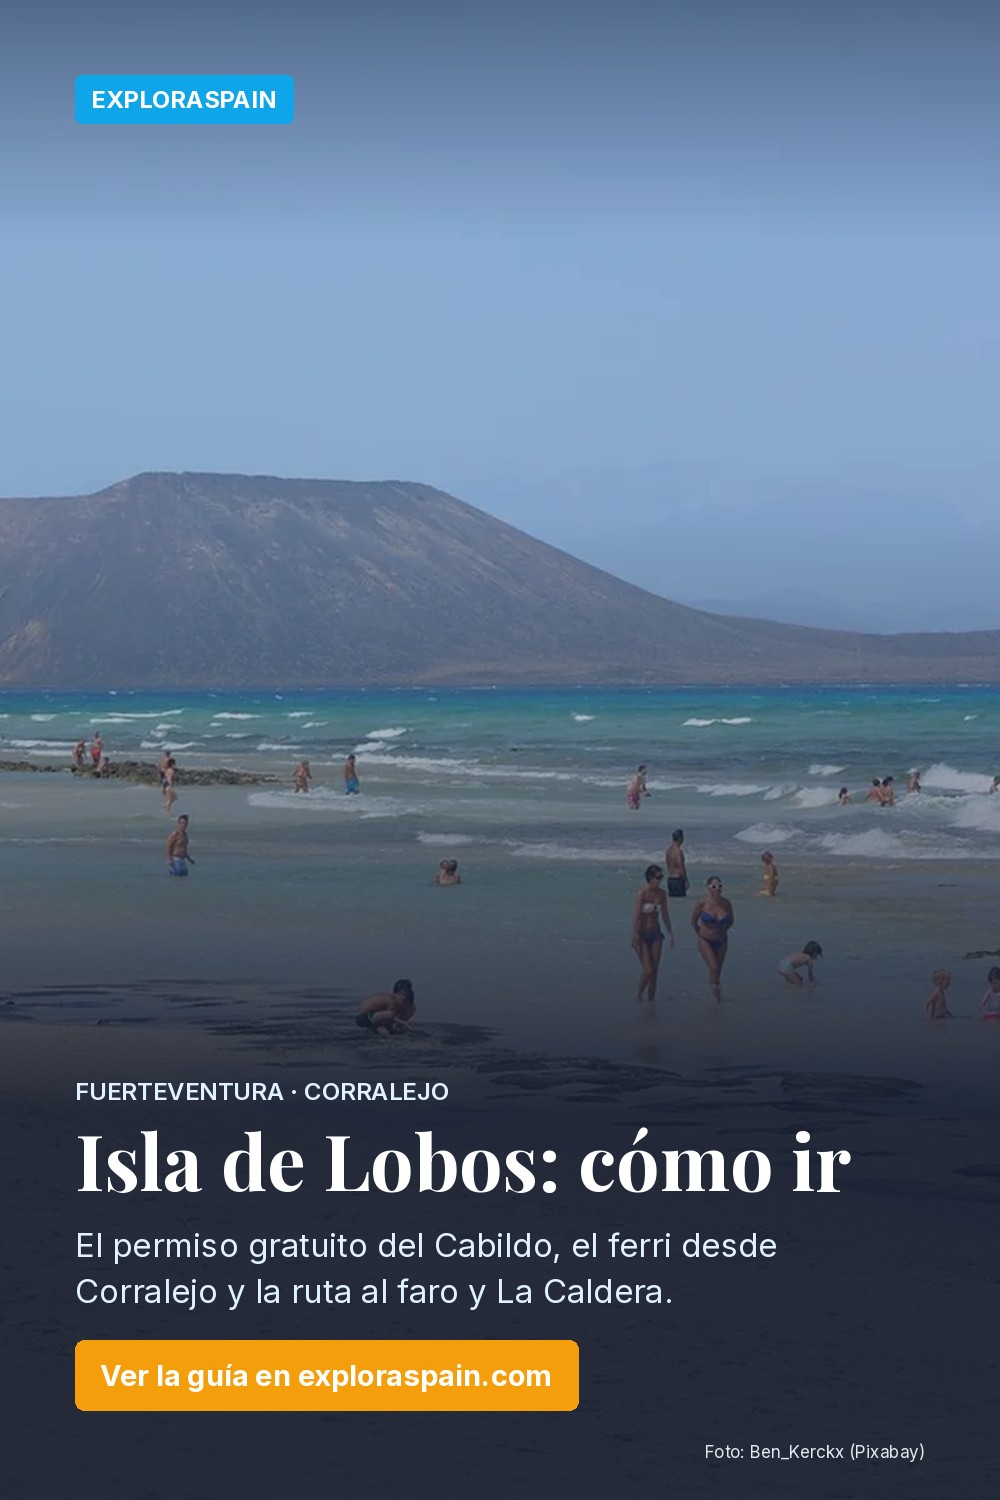 EXPLORASPAIN
FUERTEVENTURA · CORRALEJO
Isla de Lobos: cómo ir
El permiso gratuito del Cabildo, el ferri desde
Corralejo y la ruta al faro y La Caldera.
Ver la guía en exploraspain.com
Foto: Ben_Kerckx (Pixabay)